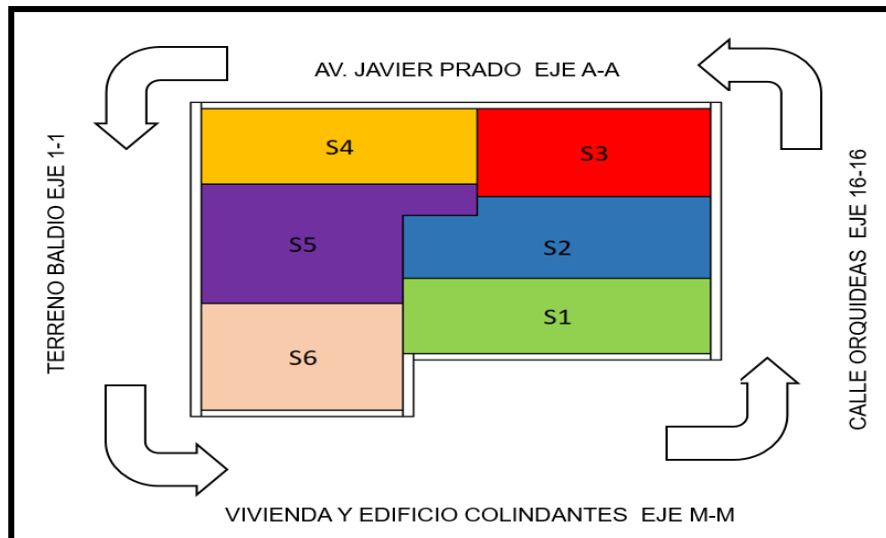 AV. JAVIER PRADO EJE A-A
TERRENO BALDIO EJE 1-1
S4
S3
S5
S2
S1
S6
CALLE ORQUIDEAS EJE 16-16
VIVIENDA Y EDIFICIO COLINDANTES EJE M-M